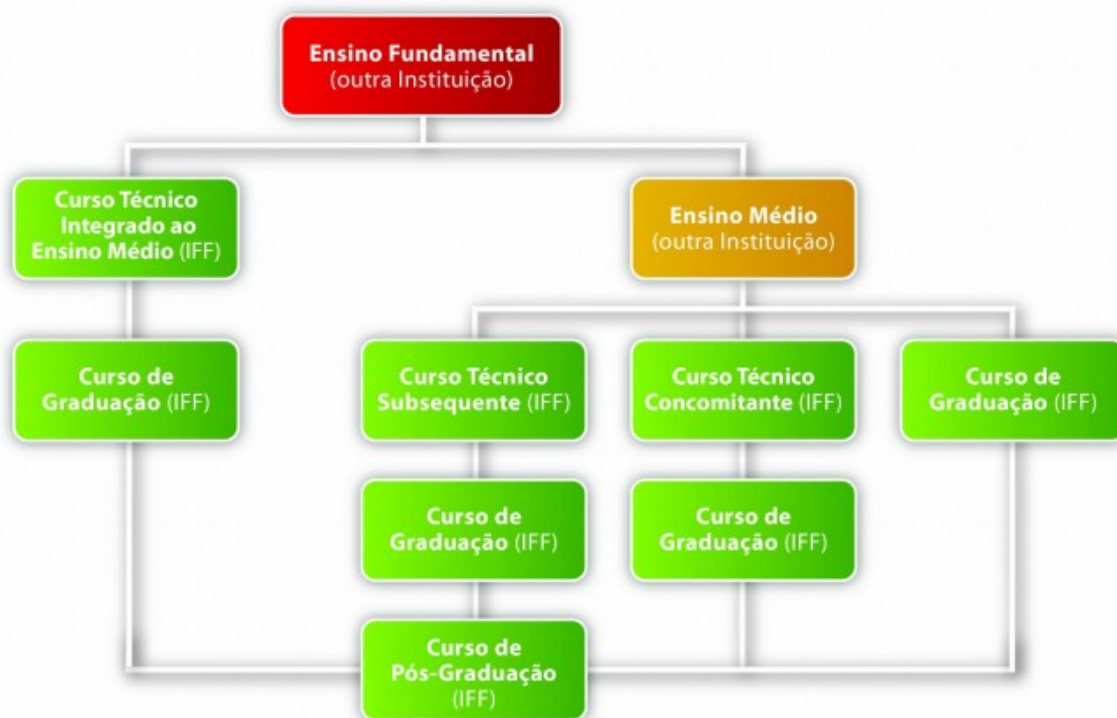 Ensino Fundamental
(outra Instituição)
Curso Técnico
Integrado ao
Ensino Médio (IFF)
Ensino Médio
(outra Instituição)
Curso de
Graduação (IFF)
Curso Técnico
Subsequente (IFF)
Curso Técnico
Concomitante (IFF)
Curso de
Graduação (IFF)
Curso de
Graduação (IFF)
Curso de
Graduação (IFF)
Curso de
Pós-Graduação
(IFF)